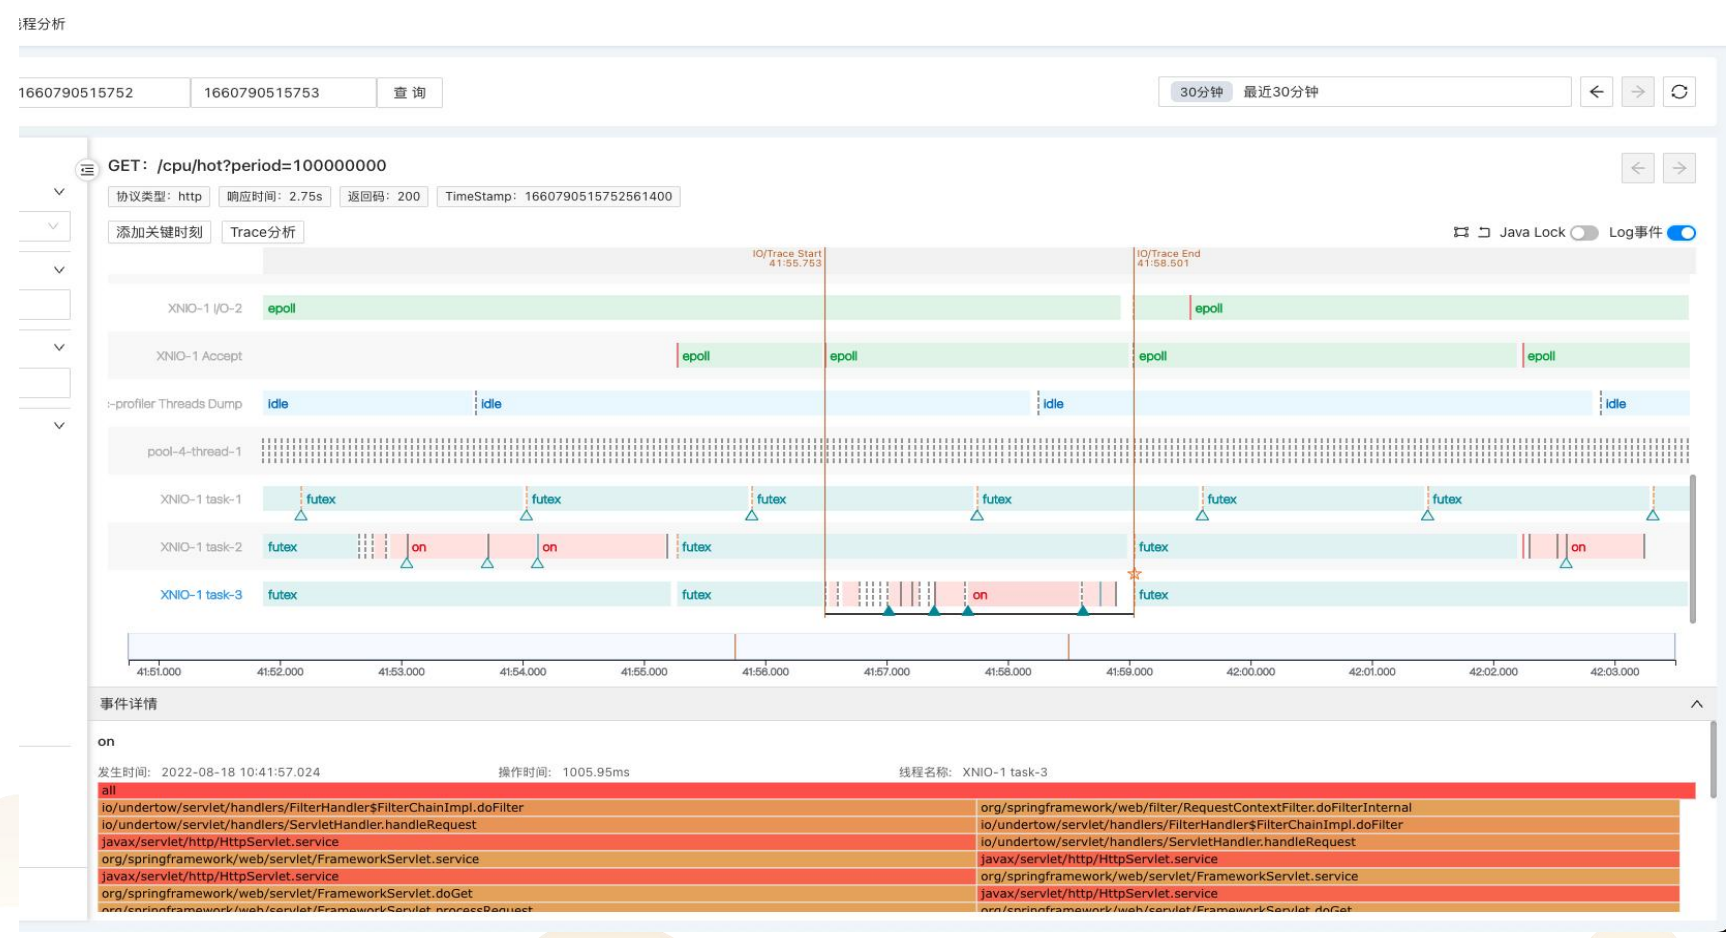 线程分析
1660790515752
1660790515753
查 询
30分钟
最近30分钟
GET：/cpu/hot?period=100000000
协议类型：http
响应时间：2.75s
返回码：200
TimeStamp：1660790515752561400
添加关键时刻
Trace分析
Java Lock
Log事件
IO/Trace Start
41:55.753
IO/Trace End
41:58.501
XNIO-1 I/O-2
epoll
epoll
XNIO-1 Accept
epoll
epoll
epoll
epoll
:-profiler Threads Dump
idle
idle
idle
idle
pool-4-thread-1
XNIO-1 task-1
futex
futex
futex
futex
futex
futex
XNIO-1 task-2
futex
on
on
futex
futex
on
XNIO-1 task-3
futex
futex
on
futex
41:51.000
41:52.000
41:53.000
41:54.000
41:55.000
41:56.000
41:57.000
41:58.000
41:59.000
42:00.000
42:01.000
42:02.000
42:03.000
事件详情
on
发生时间：2022-08-18 10:41:57.024
操作时间：1005.95ms
线程名称：XNIO-1 task-3
all
io/undertow/servlet/handlers/FilterHandler$FilterChainImpl.doFilter
org/springframework/web/filter/RequestContextFilter.doFilterInternal
io/undertow/servlet/handlers/ServletHandler.handleRequest
io/undertow/servlet/handlers/FilterHandler$FilterChainImpl.doFilter
javax/servlet/http/HttpServlet.service
io/undertow/servlet/handlers/ServletHandler.handleRequest
org/springframework/web/servlet/FrameworkServlet.service
javax/servlet/http/HttpServlet.service
javax/servlet/http/HttpServlet.service
org/springframework/web/servlet/FrameworkServlet.service
org/springframework/web/servlet/FrameworkServlet.doGet
javax/servlet/http/HttpServlet.service
org/springframework/web/servlet/FrameworkServlet.processRequest
org/springframework/web/servlet/FrameworkServlet.doGet